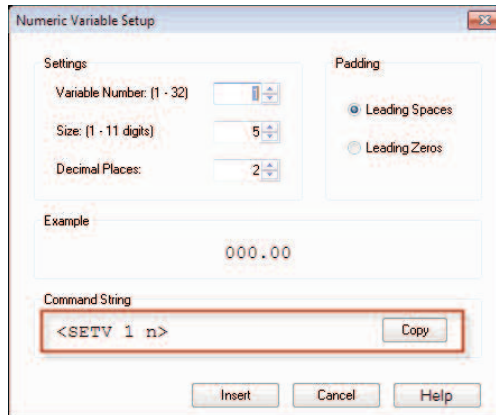 Numeric Variable Setup
Settings
Variable Number: (1 - 32) 1
Size: (1 - 11 digits) 5
Decimal Places: 2
Padding
Leading Spaces
Leading Zeros
Example
000.00
Command String
<SETV 1 n> Copy
Insert Cancel Help